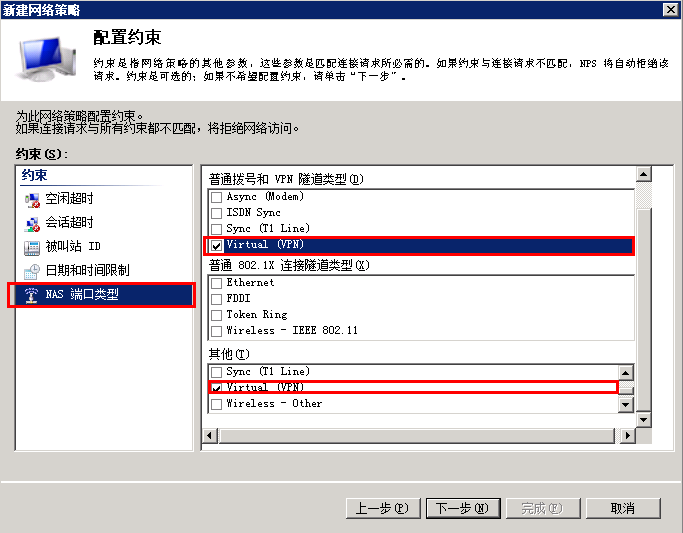 新建网络策略
配置约束
约束是指网络策略的其他参数，这些参数是匹配连接请求所必需的。如果约束与连接请求不匹配，NPS 将自动拒绝该
请求。约束是可选的；如果不希望配置约束，请单击“下一步”。
为此网络策略配置约束。
如果连接请求与所有约束都不匹配，将拒绝网络访问。
约束(S):
约束
空闲超时
会话超时
被叫站 ID
日期和时间限制
NAS 端口类型
普通拨号和 VPN 隧道类型(D)
Async (Modem)
ISDN Sync
Sync (T1 Line)
Virtual (VPN)
普通 802.1X 连接隧道类型(X)
Ethernet
FDDI
Token Ring
Wireless - IEEE 802.11
其他(T)
Sync (T1 Line)
Virtual (VPN)
Wireless - Other
上一步(P)
下一步(N)
完成(F)
取消